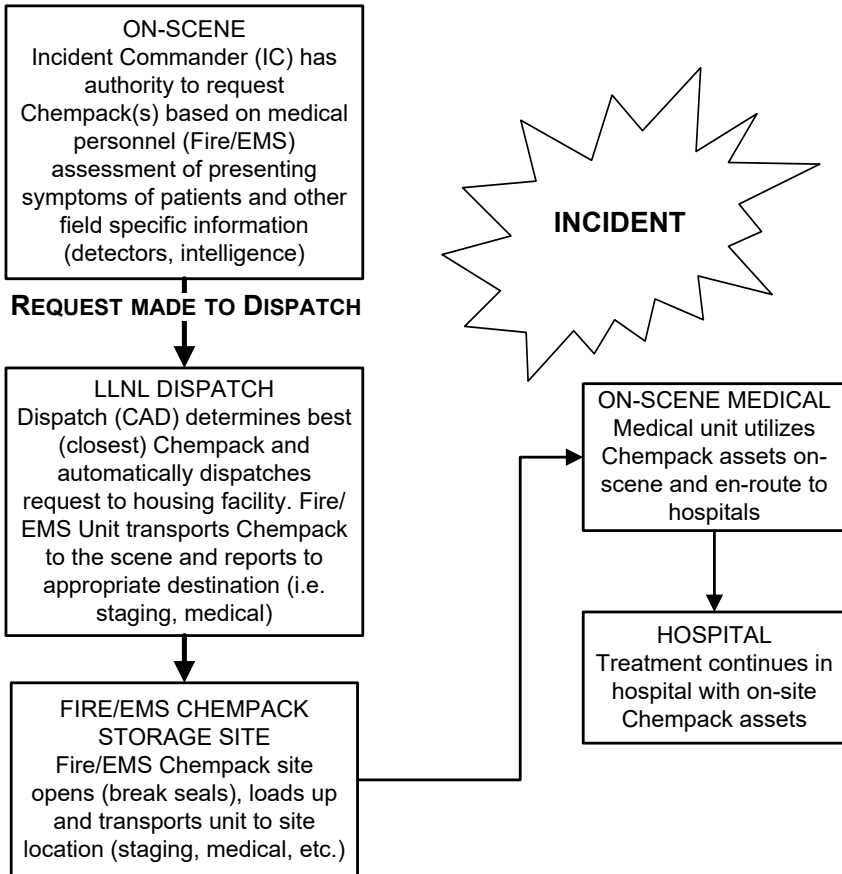 ON-SCENE
Incident Commander (IC) has
authority to request
Chempack(s) based on medical
personnel (Fire/EMS)
assessment of presenting
symptoms of patients and other
field specific information
(detectors, intelligence)
REQUEST MADE TO DISPATCH
LLNL DISPATCH
Dispatch (CAD) determines best
(closest) Chempack and
automatically dispatches
request to housing facility. Fire/
EMS Unit transports Chempack
to the scene and reports to
appropriate destination (i.e.
staging, medical)
FIRE/EMS CHEMPACK
STORAGE SITE
Fire/EMS Chempack site
opens (break seals), loads up
and transports unit to site
location (staging, medical, etc.)
INCIDENT
ON-SCENE MEDICAL
Medical unit utilizes
Chempack assets on-
scene and en-route to
hospitals
HOSPITAL
Treatment continues in
hospital with on-site
Chempack assets